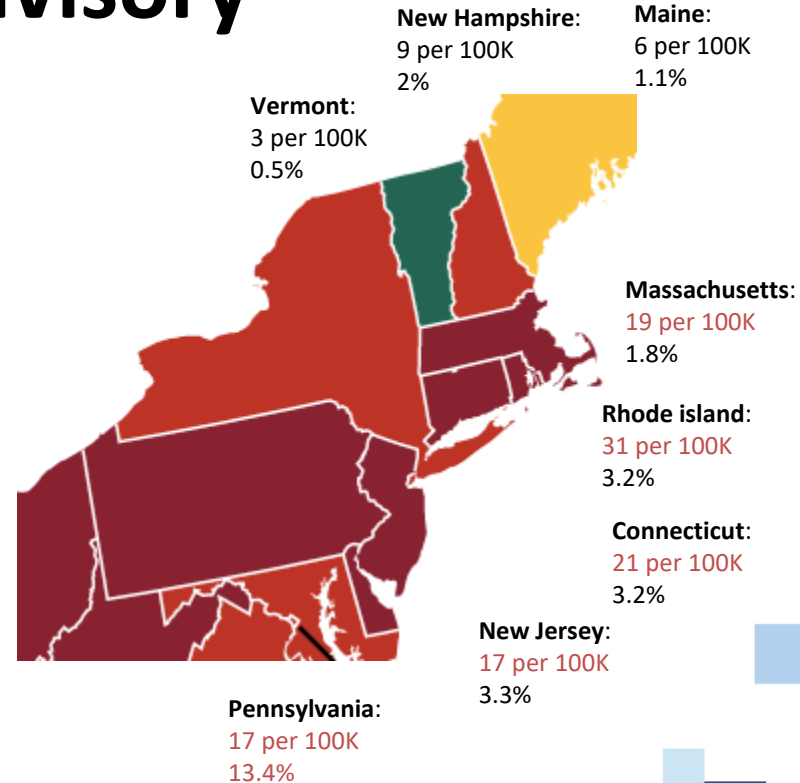 New Hampshire:
9 per 100K
2%
Maine:
6 per 100K
1.1%
Vermont:
3 per 100K
0.5%
Massachusetts:
19 per 100K
1.8%
Rhode island:
31 per 100K
3.2%
Connecticut:
21 per 100K
3.2%
New Jersey:
17 per 100K
3.3%
Pennsylvania:
17 per 100K
13.4%